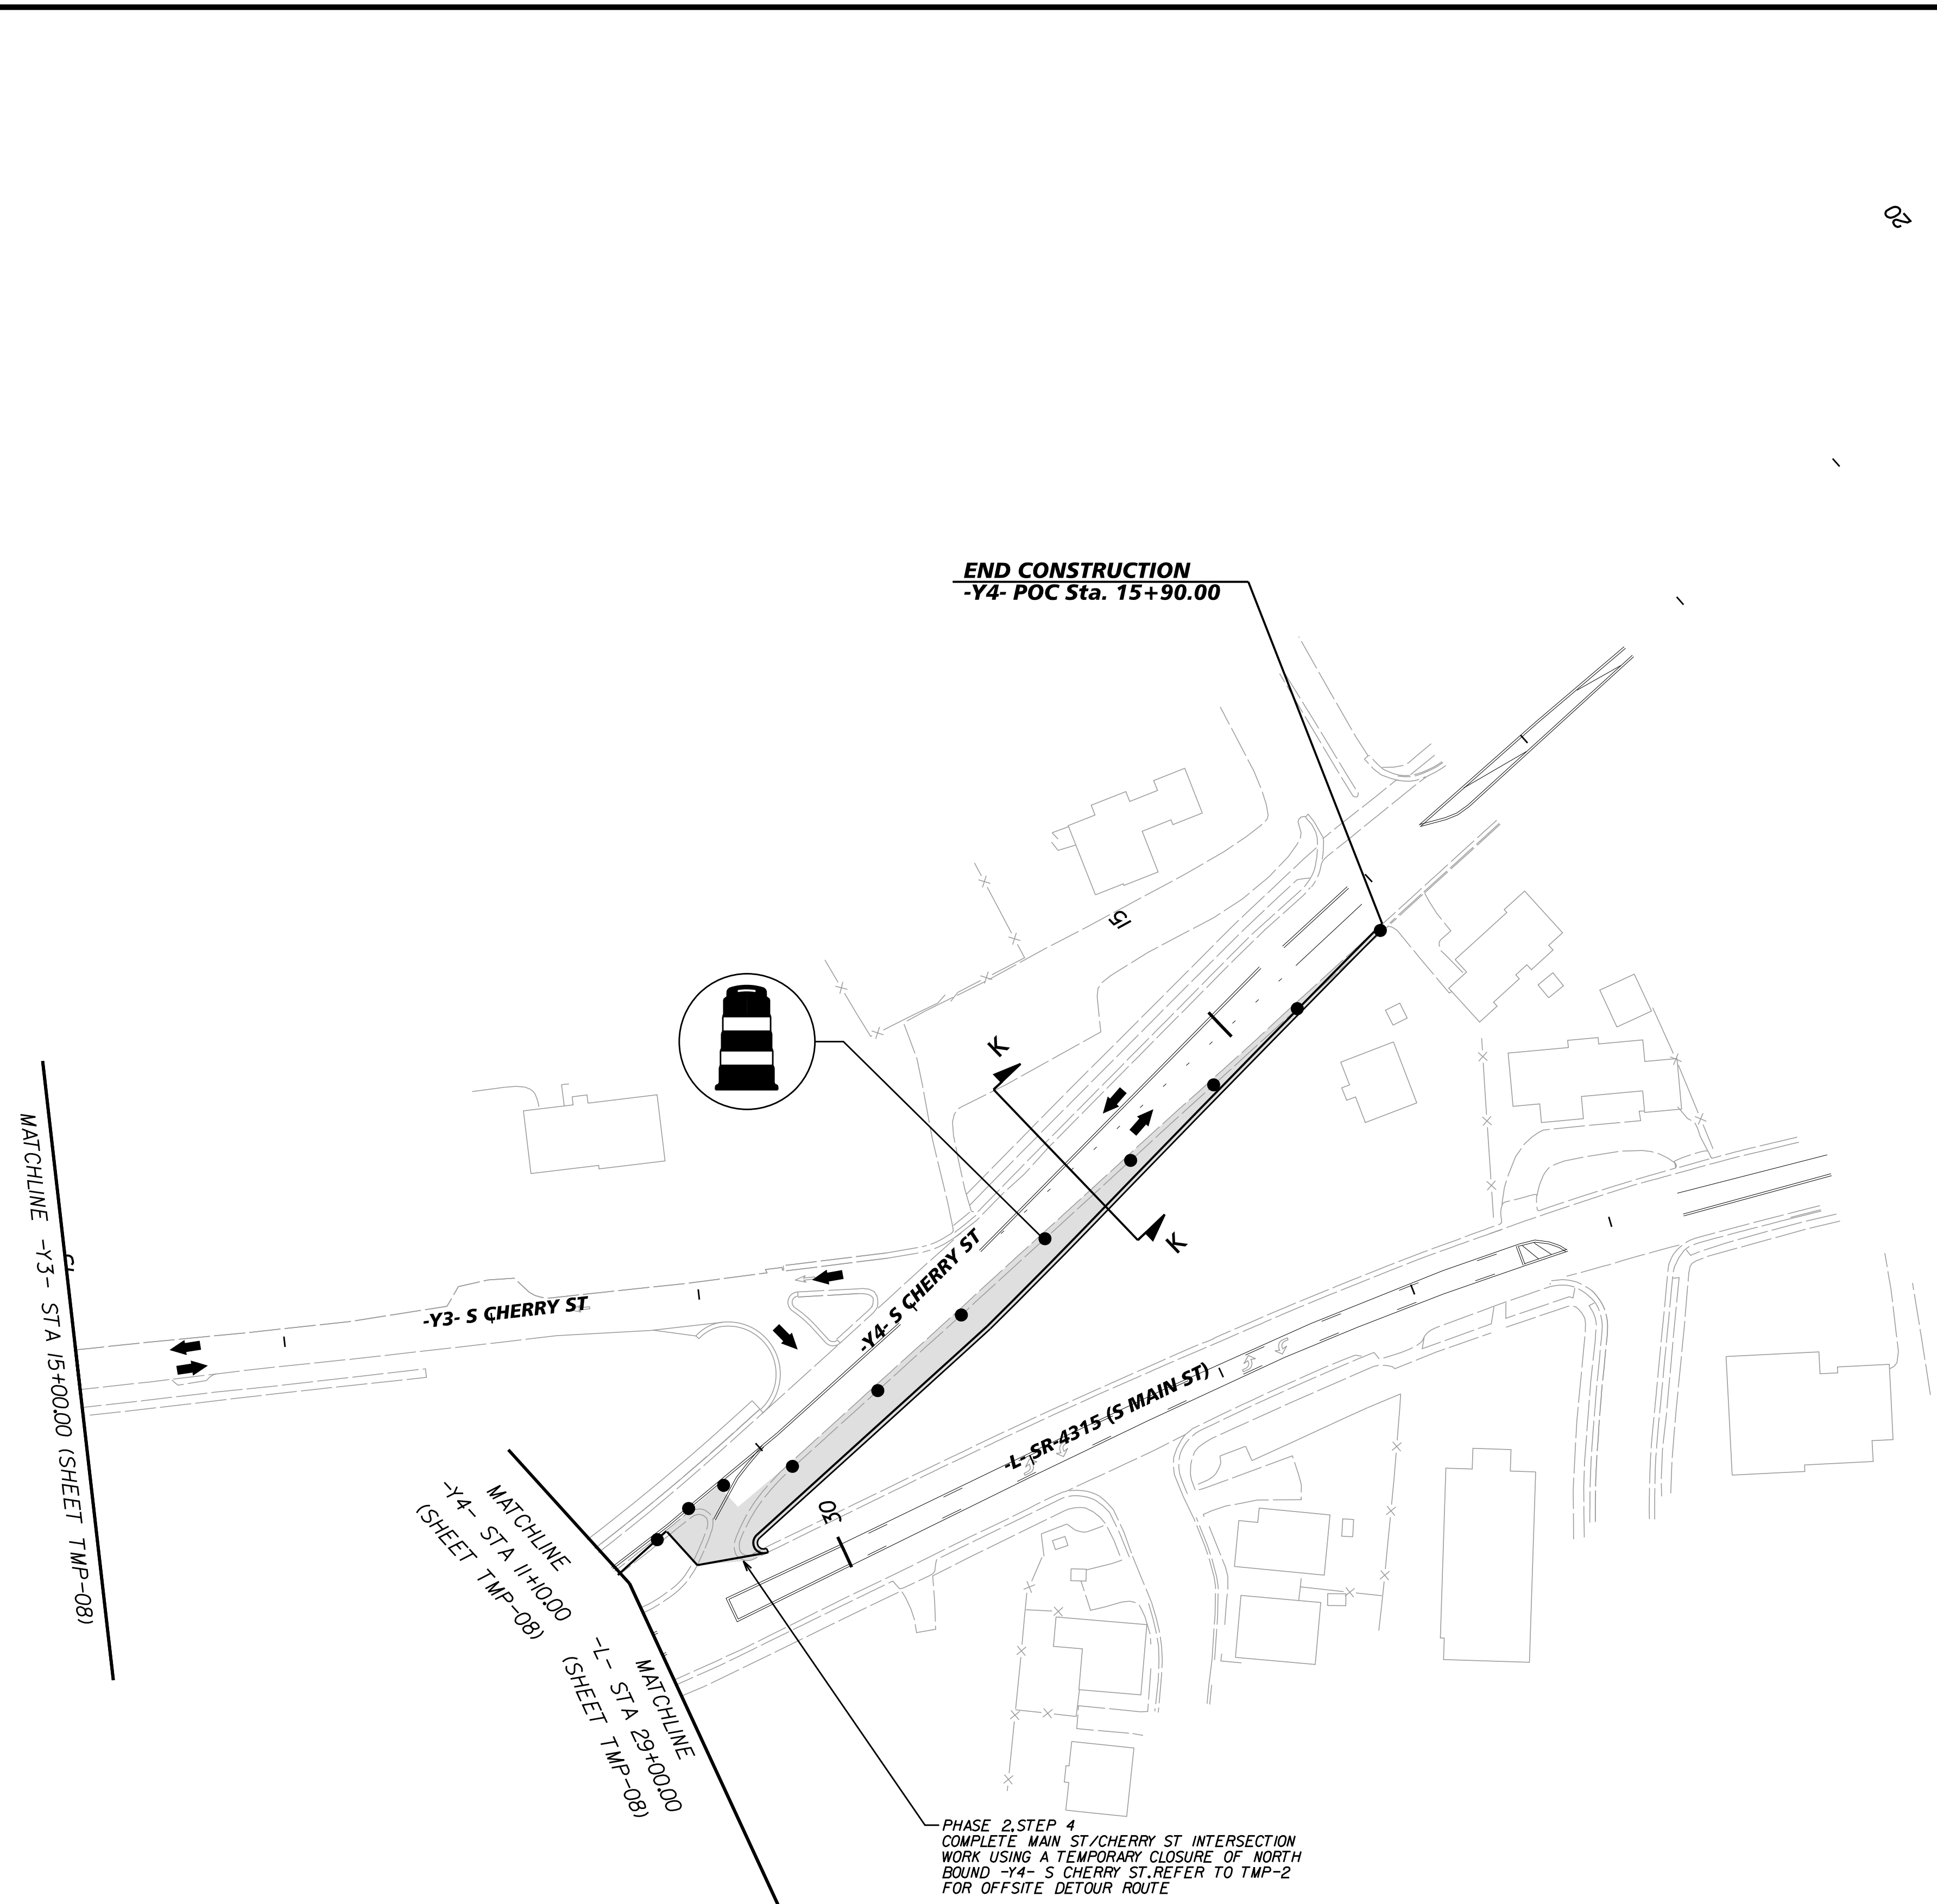 20
END CONSTRUCTION
-Y4- POC Sta. 15+90.00
15
K
K
-Y4- S CHERRY ST
-Y3- S CHERRY ST
MATCHLINE -Y3- STA 15+00.00 (SHEET TMP-08)
-L- SR-4315 (S MAIN ST)
30
MATCHLINE
-Y4- STA 11+10.00
(SHEET TMP-08)
MATCHLINE
-L- STA 29+00.00
(SHEET TMP-08)
PHASE 2, STEP 4
COMPLETE MAIN ST/CHERRY ST INTERSECTION
WORK USING A TEMPORARY CLOSURE OF NORTH
BOUND -Y4- S CHERRY ST. REFER TO TMP-2
FOR OFFSITE DETOUR ROUTE